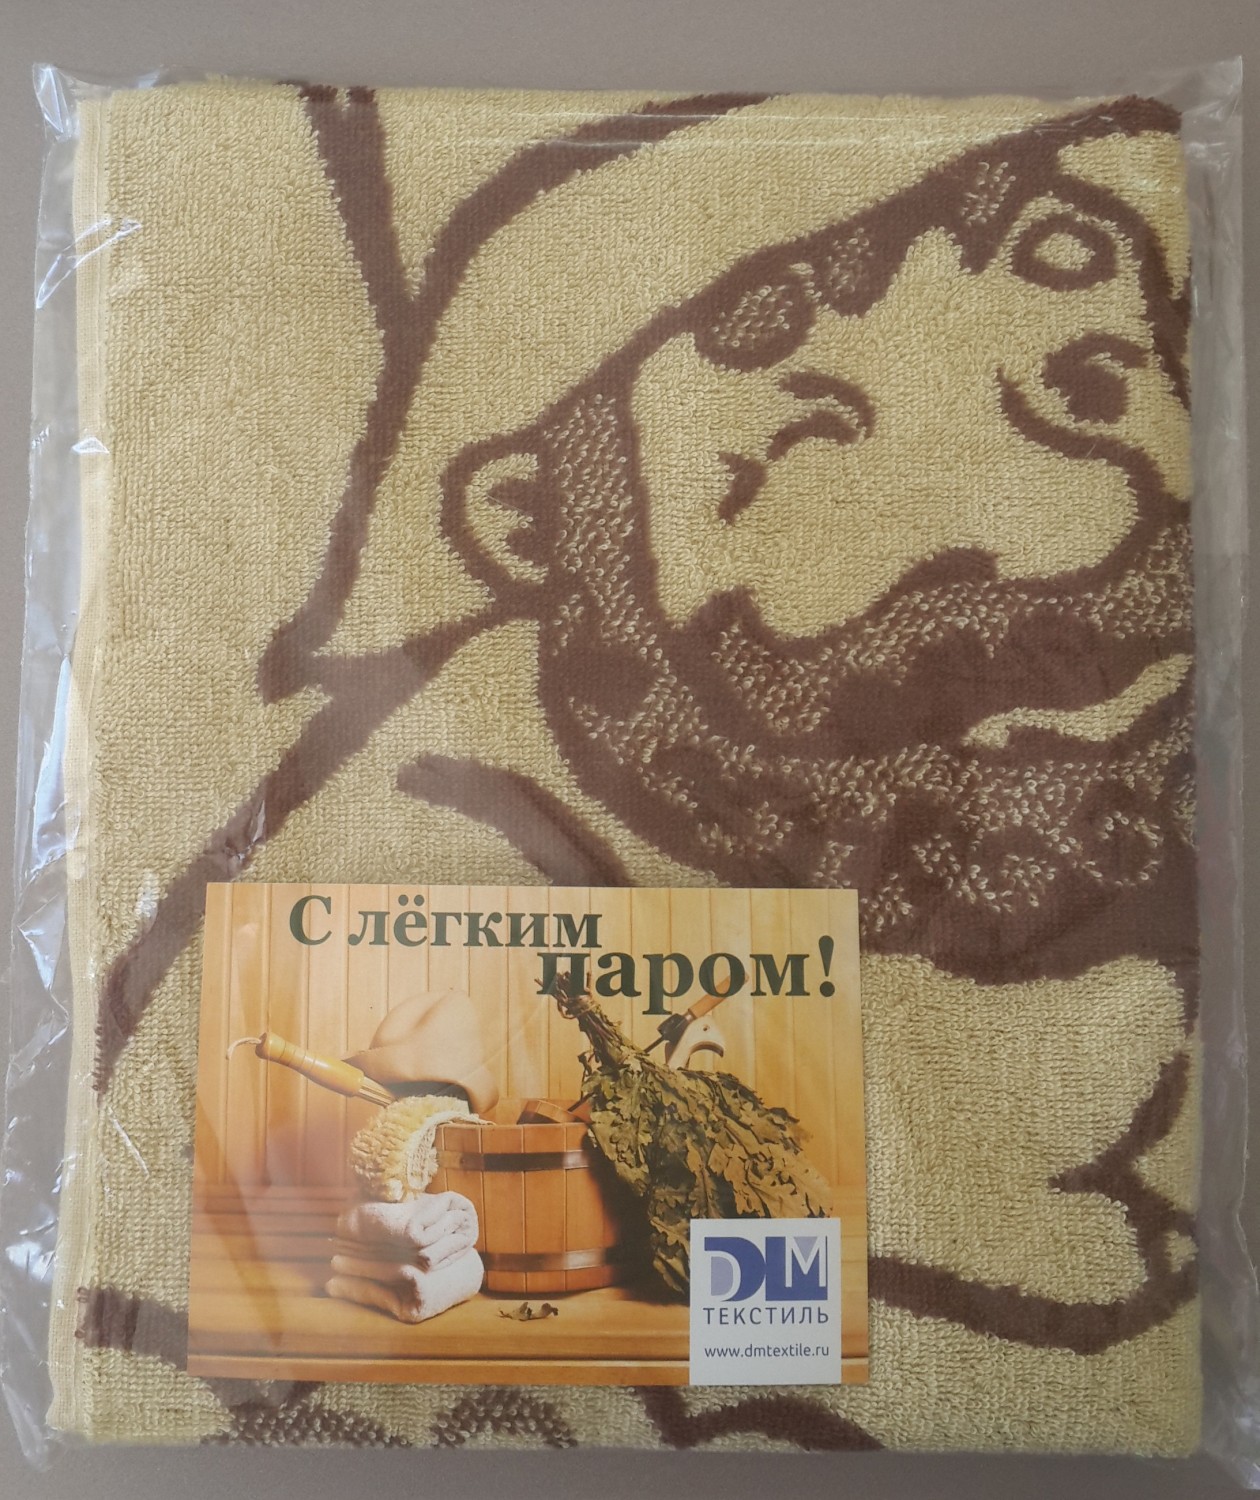 С лёгким
паром!
DM
ТЕКСТИЛЬ
www.dmtextile.ru